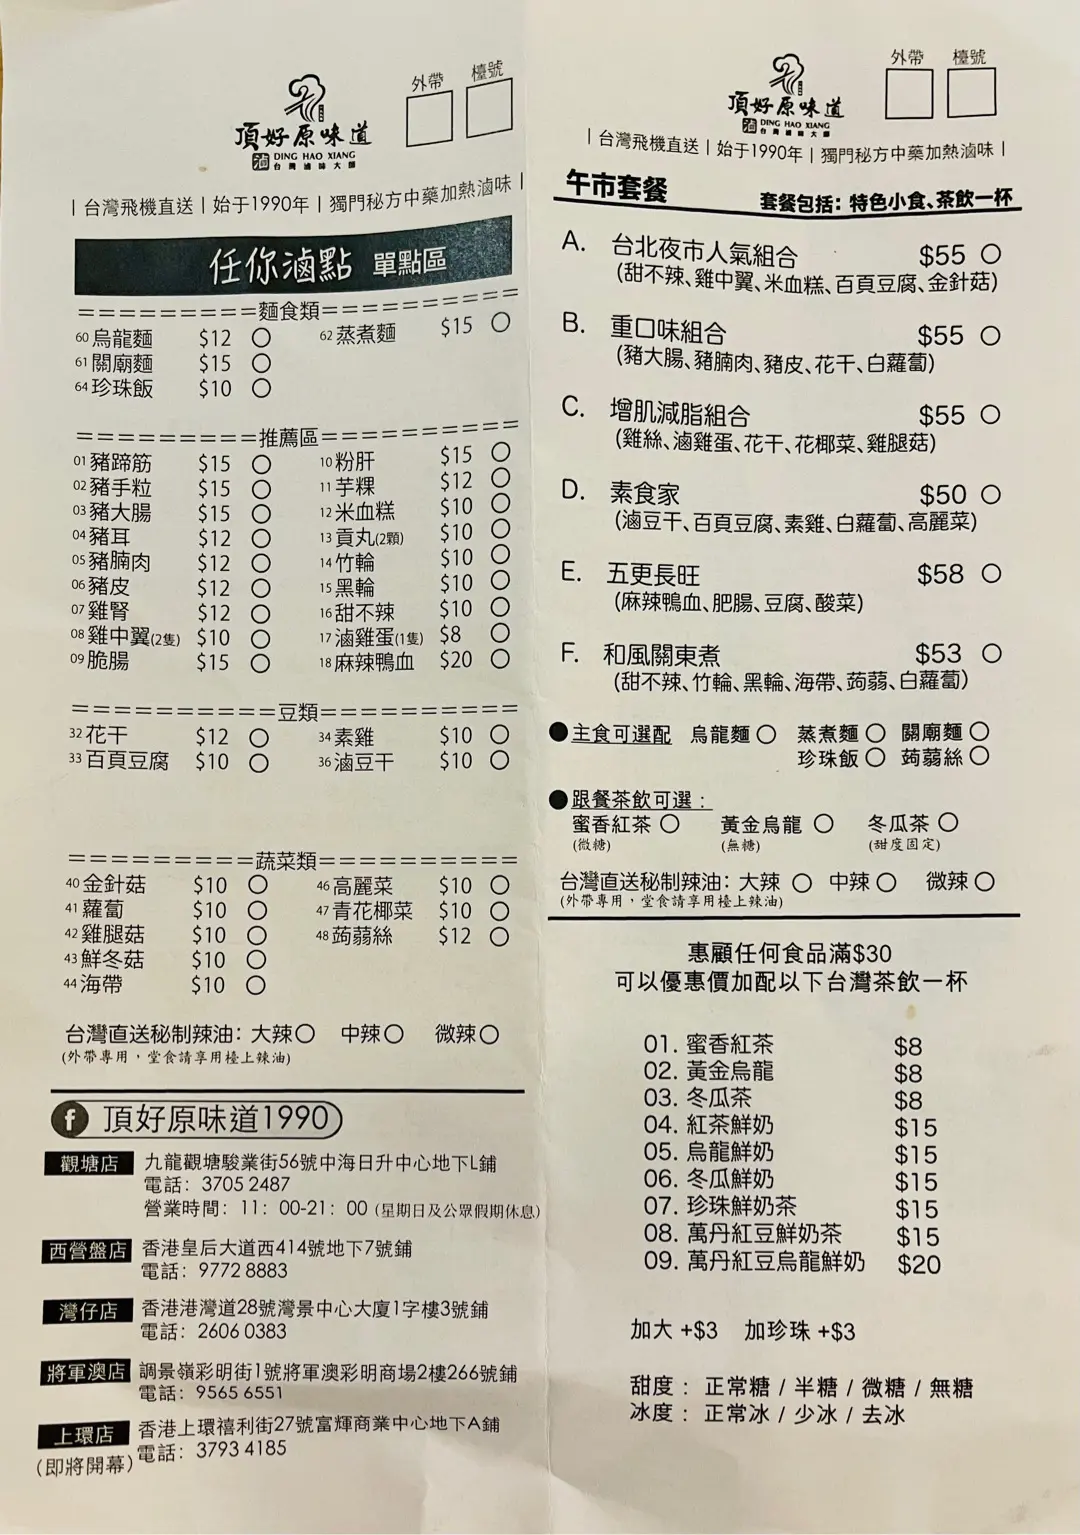 外帶 檯號
頂好原味道
滷 DING HAO XIANG
台灣滷味大師
|台灣飛機直送|始于1990年|獨門秘方中藥加熱滷味|
任你滷點 單點區
=========麵食類==========
60 烏龍麵 $12 ○ 62 蒸煮麵 $15 ○
61 關廟麵 $15 ○
64 珍珠飯 $10 ○
=========推薦區==========
01 豬蹄筋 $15 ○ 10 粉肝 $15 ○
02 豬手粒 $15 ○ 11 芋粿 $12 ○
03 豬大腸 $15 ○ 12 米血糕 $10 ○
04 豬耳 $12 ○ 13 貢丸(2顆) $10 ○
05 豬腩肉 $12 ○ 14 竹輪 $10 ○
06 豬皮 $12 ○ 15 黑輪 $10 ○
07 雞腎 $12 ○ 16 甜不辣 $10 ○
08 雞中翼(2隻) $10 ○ 17 滷雞蛋(1隻) $8 ○
09 脆腸 $15 ○ 18 麻辣鴨血 $20 ○
==========豆類==========
32 花干 $12 ○ 34 素雞 $10 ○
33 百頁豆腐 $10 ○ 36 滷豆干 $10 ○
=========蔬菜類==========
40 金針菇 $10 ○ 46 高麗菜 $10 ○
41 蘿蔔 $10 ○ 47 青花椰菜 $10 ○
42 雞腿菇 $10 ○ 48 蒟蒻絲 $12 ○
43 鮮冬菇 $10 ○
44 海帶 $10 ○
台灣直送秘制辣油：大辣○ 中辣○ 微辣○
(外帶專用，堂食請享用檯上辣油)
f 頂好原味道1990
觀塘店 九龍觀塘駿業街56號中海日升中心地下L鋪
電話：3705 2487
營業時間：11：00-21：00 (星期日及公眾假期休息)
西營盤店 香港皇后大道西414號地下7號鋪
電話：9772 8883
灣仔店 香港港灣道28號灣景中心大廈1字樓3號鋪
電話：2606 0383
將軍澳店 調景嶺彩明街1號將軍澳彩明商場2樓266號鋪
電話：9565 6551
上環店 香港上環禧利街27號富輝商業中心地下A鋪
(即將開幕) 電話：3793 4185
外帶 檯號
頂好原味道
滷 DING HAO XIANG
台灣滷味大師
|台灣飛機直送|始于1990年|獨門秘方中藥加熱滷味|
午市套餐 套餐包括：特色小食、茶飲一杯
A. 台北夜市人氣組合 $55 ○
(甜不辣、雞中翼、米血糕、百頁豆腐、金針菇)
B. 重口味組合 $55 ○
(豬大腸、豬腩肉、豬皮、花干、白蘿蔔)
C. 增肌減脂組合 $55 ○
(雞絲、滷雞蛋、花干、花椰菜、雞腿菇)
D. 素食家 $50 ○
(滷豆干、百頁豆腐、素雞、白蘿蔔、高麗菜)
E. 五更長旺 $58 ○
(麻辣鴨血、肥腸、豆腐、酸菜)
F. 和風關東煮 $53 ○
(甜不辣、竹輪、黑輪、海帶、蒟蒻、白蘿蔔)
●主食可選配 烏龍麵○ 蒸煮麵○ 關廟麵○
珍珠飯○ 蒟蒻絲○
●跟餐茶飲可選：
蜜香紅茶○ 黃金烏龍○ 冬瓜茶○
(微糖) (無糖) (甜度固定)
台灣直送秘制辣油：大辣○ 中辣○ 微辣○
(外帶專用，堂食請享用檯上辣油)
惠顧任何食品滿$30
可以優惠價加配以下台灣茶飲一杯
01. 蜜香紅茶 $8
02. 黃金烏龍 $8
03. 冬瓜茶 $8
04. 紅茶鮮奶 $15
05. 烏龍鮮奶 $15
06. 冬瓜鮮奶 $15
07. 珍珠鮮奶茶 $15
08. 萬丹紅豆鮮奶茶 $15
09. 萬丹紅豆烏龍鮮奶 $20
加大 +$3 加珍珠 +$3
甜度： 正常糖 / 半糖 / 微糖 / 無糖
冰度： 正常冰 / 少冰 / 去冰